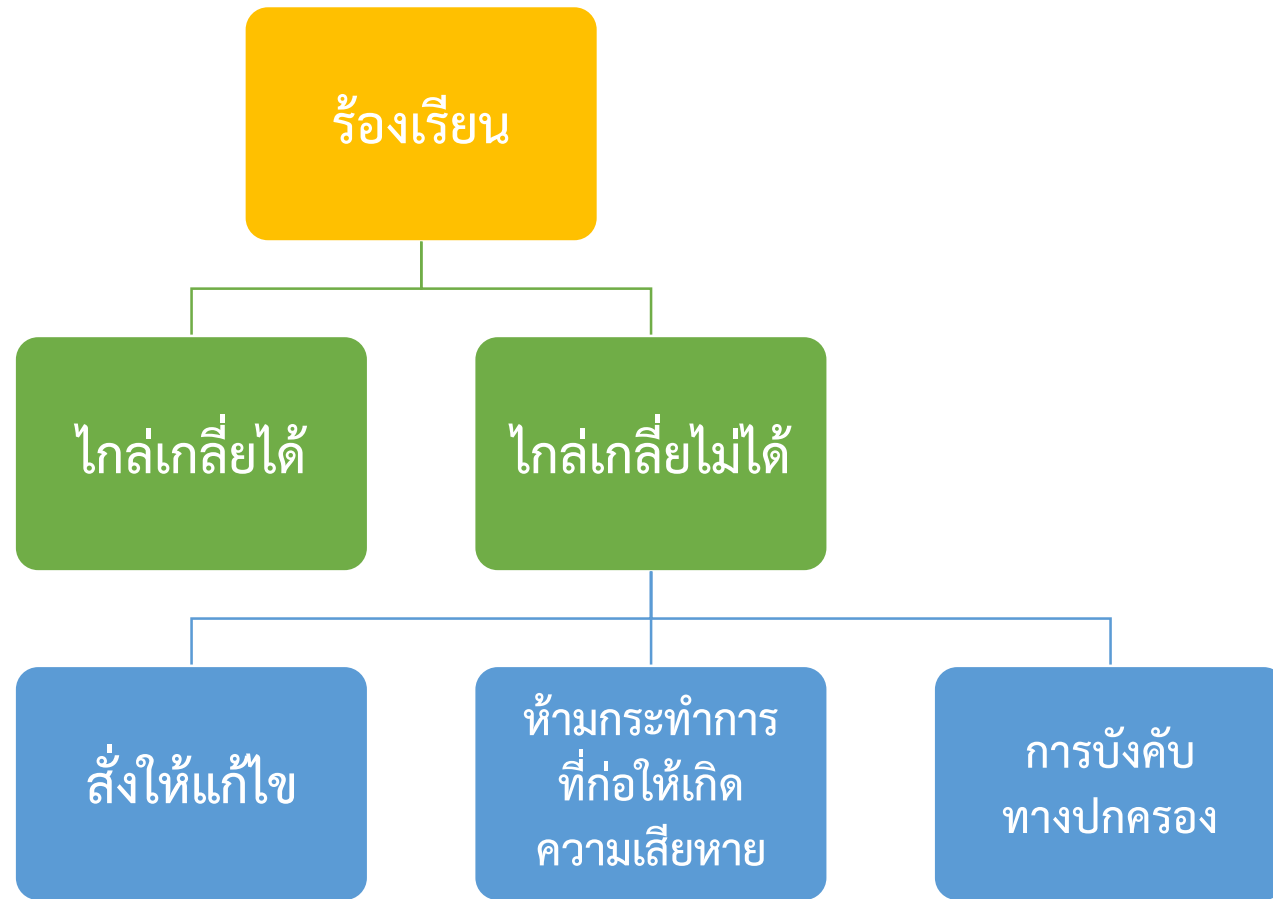 ร้องเรียน
ไกล่เกลี่ยได้
ไกล่เกลี่ยไม่ได้
สั่งให้แก้ไข
ห้ามกระทำการ
ที่ก่อให้เกิด
ความเสียหาย
การบังคับ
ทางปกครอง